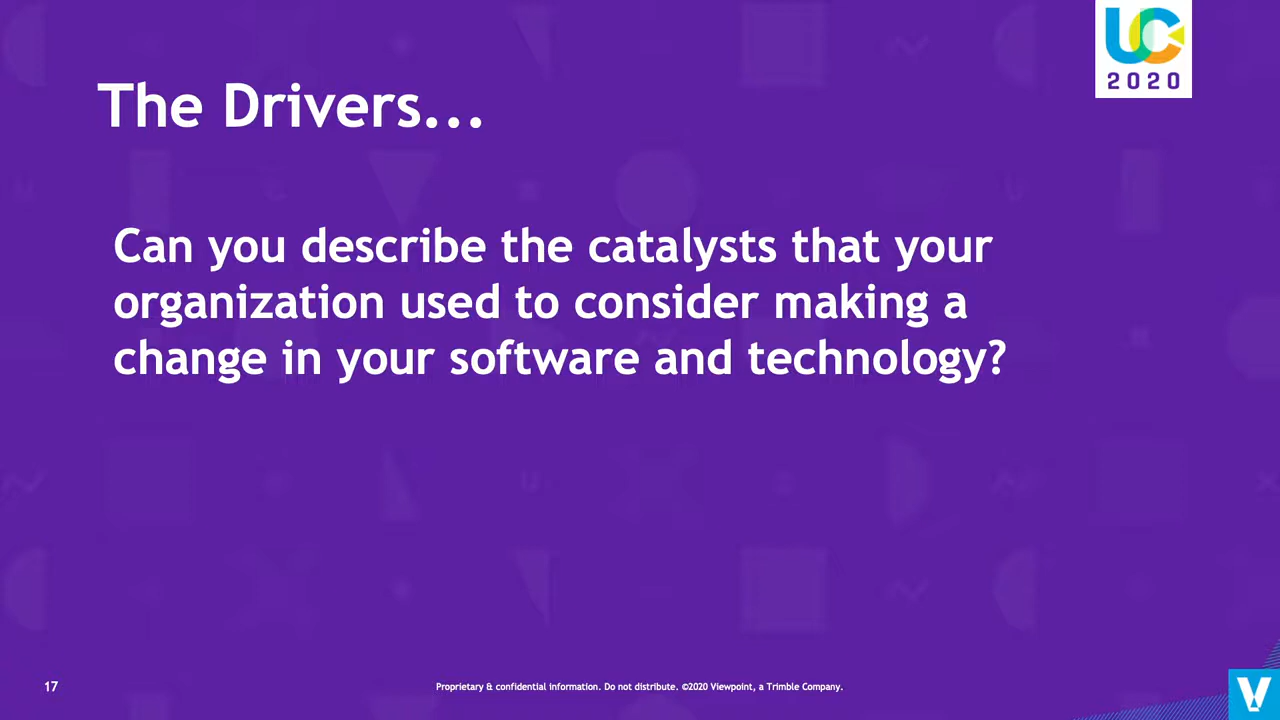 UC
2020
The Drivers...
Can you describe the catalysts that your
organization used to consider making a
change in your software and technology?
17
Proprietary & confidential information. Do not distribute. ©2020 Viewpoint, a Trimble Company.
V